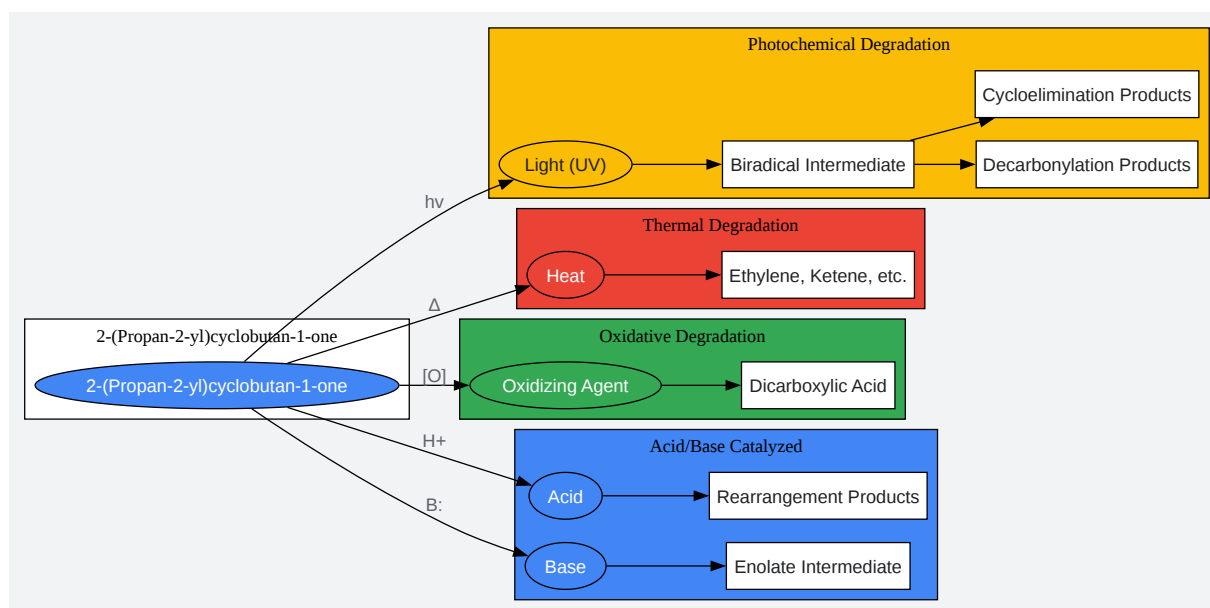 Photochemical Degradation
Cycloelimination Products
Light (UV)
Biradical Intermediate
Decarbonylation Products
hv
Thermal Degradation
Heat
Ethylene, Ketene, etc.
Δ
2-(Propan-2-yl)cyclobutan-1-one
2-(Propan-2-yl)cyclobutan-1-one
[O]
Oxidative Degradation
Oxidizing Agent
Dicarboxylic Acid
H+
Acid/Base Catalyzed
Acid
Rearrangement Products
B:
Base
Enolate Intermediate